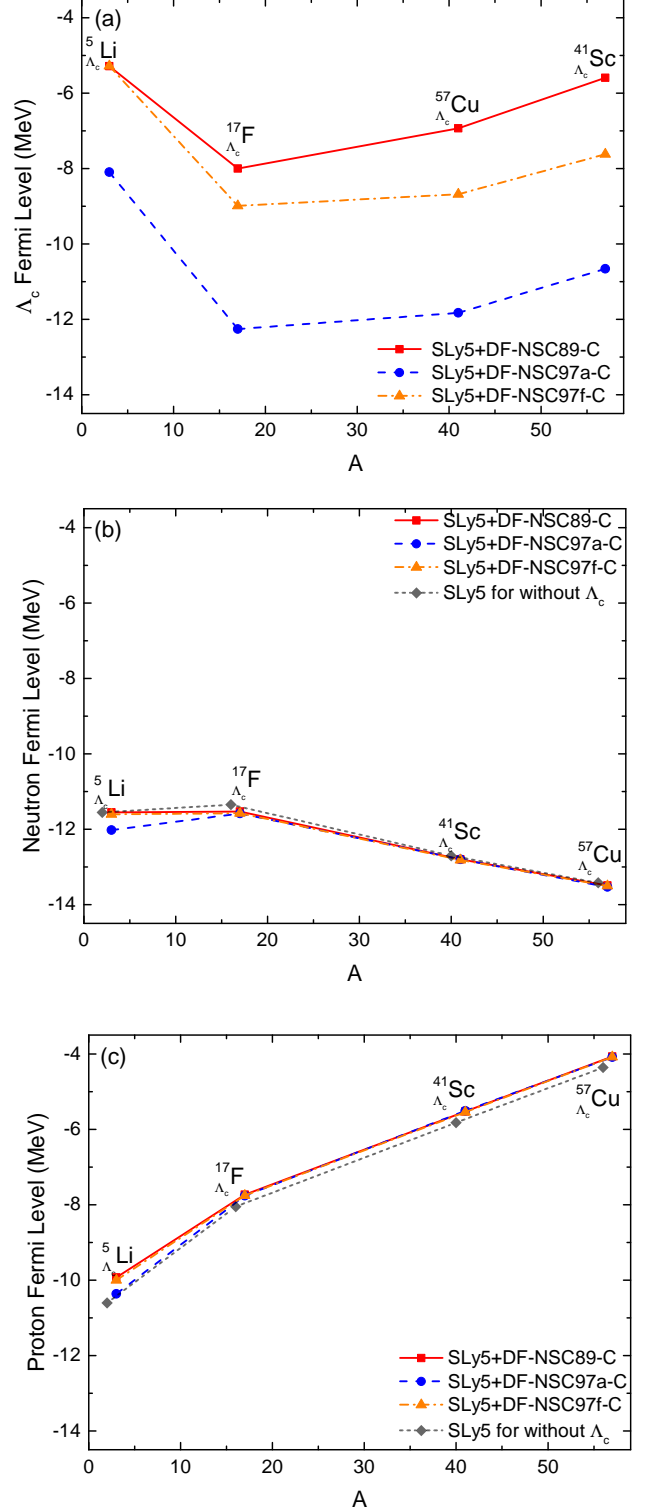 (a)
-4
-6
-8
-10
-12
-14
Λc Fermi Level (MeV)
5 Λc Li
17 Λc F
57 Λc Cu
41 Λc Sc
SLy5+DF-NSC89-C
SLy5+DF-NSC97a-C
SLy5+DF-NSC97f-C
0 10 20 30 40 50
A
(b)
-4
-6
-8
-10
-12
-14
Neutron Fermi Level (MeV)
SLy5+DF-NSC89-C
SLy5+DF-NSC97a-C
SLy5+DF-NSC97f-C
SLy5 for without Λc
5 Λc Li
17 Λc F
41 Λc Sc
57 Λc Cu
0 10 20 30 40 50
A
(c)
-4
-6
-8
-10
-12
-14
Proton Fermi Level (MeV)
41 Λc Sc
57 Λc Cu
17 Λc F
5 Λc Li
SLy5+DF-NSC89-C
SLy5+DF-NSC97a-C
SLy5+DF-NSC97f-C
SLy5 for without Λc
0 10 20 30 40 50
A